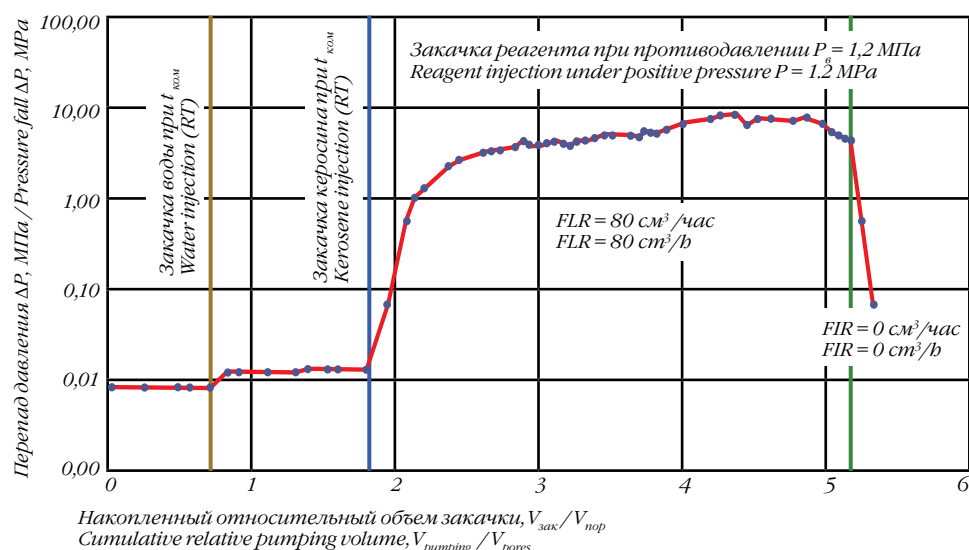 Перепад давления ΔP, МПа / Pressure fall ΔP, MPa
100,00
10,00
1,00
0,10
0,01
0,00
Закачка воды при t ком
Water injection (RT)
Закачка керосина при t ком
Kerosene injection (RT)
Закачка реагента при противодавлении Pв = 1,2 МПа
Reagent injection under positive pressure P = 1.2 MPa
FLR = 80 см³/час
FLR = 80 cm³/h
FIR = 0 см³/час
FIR = 0 cm³/h
0 1 2 3 4 5 6
Накопленный относительный объем закачки, Vзак / Vпор
Cumulative relative pumping volume, Vpumping / Vpores